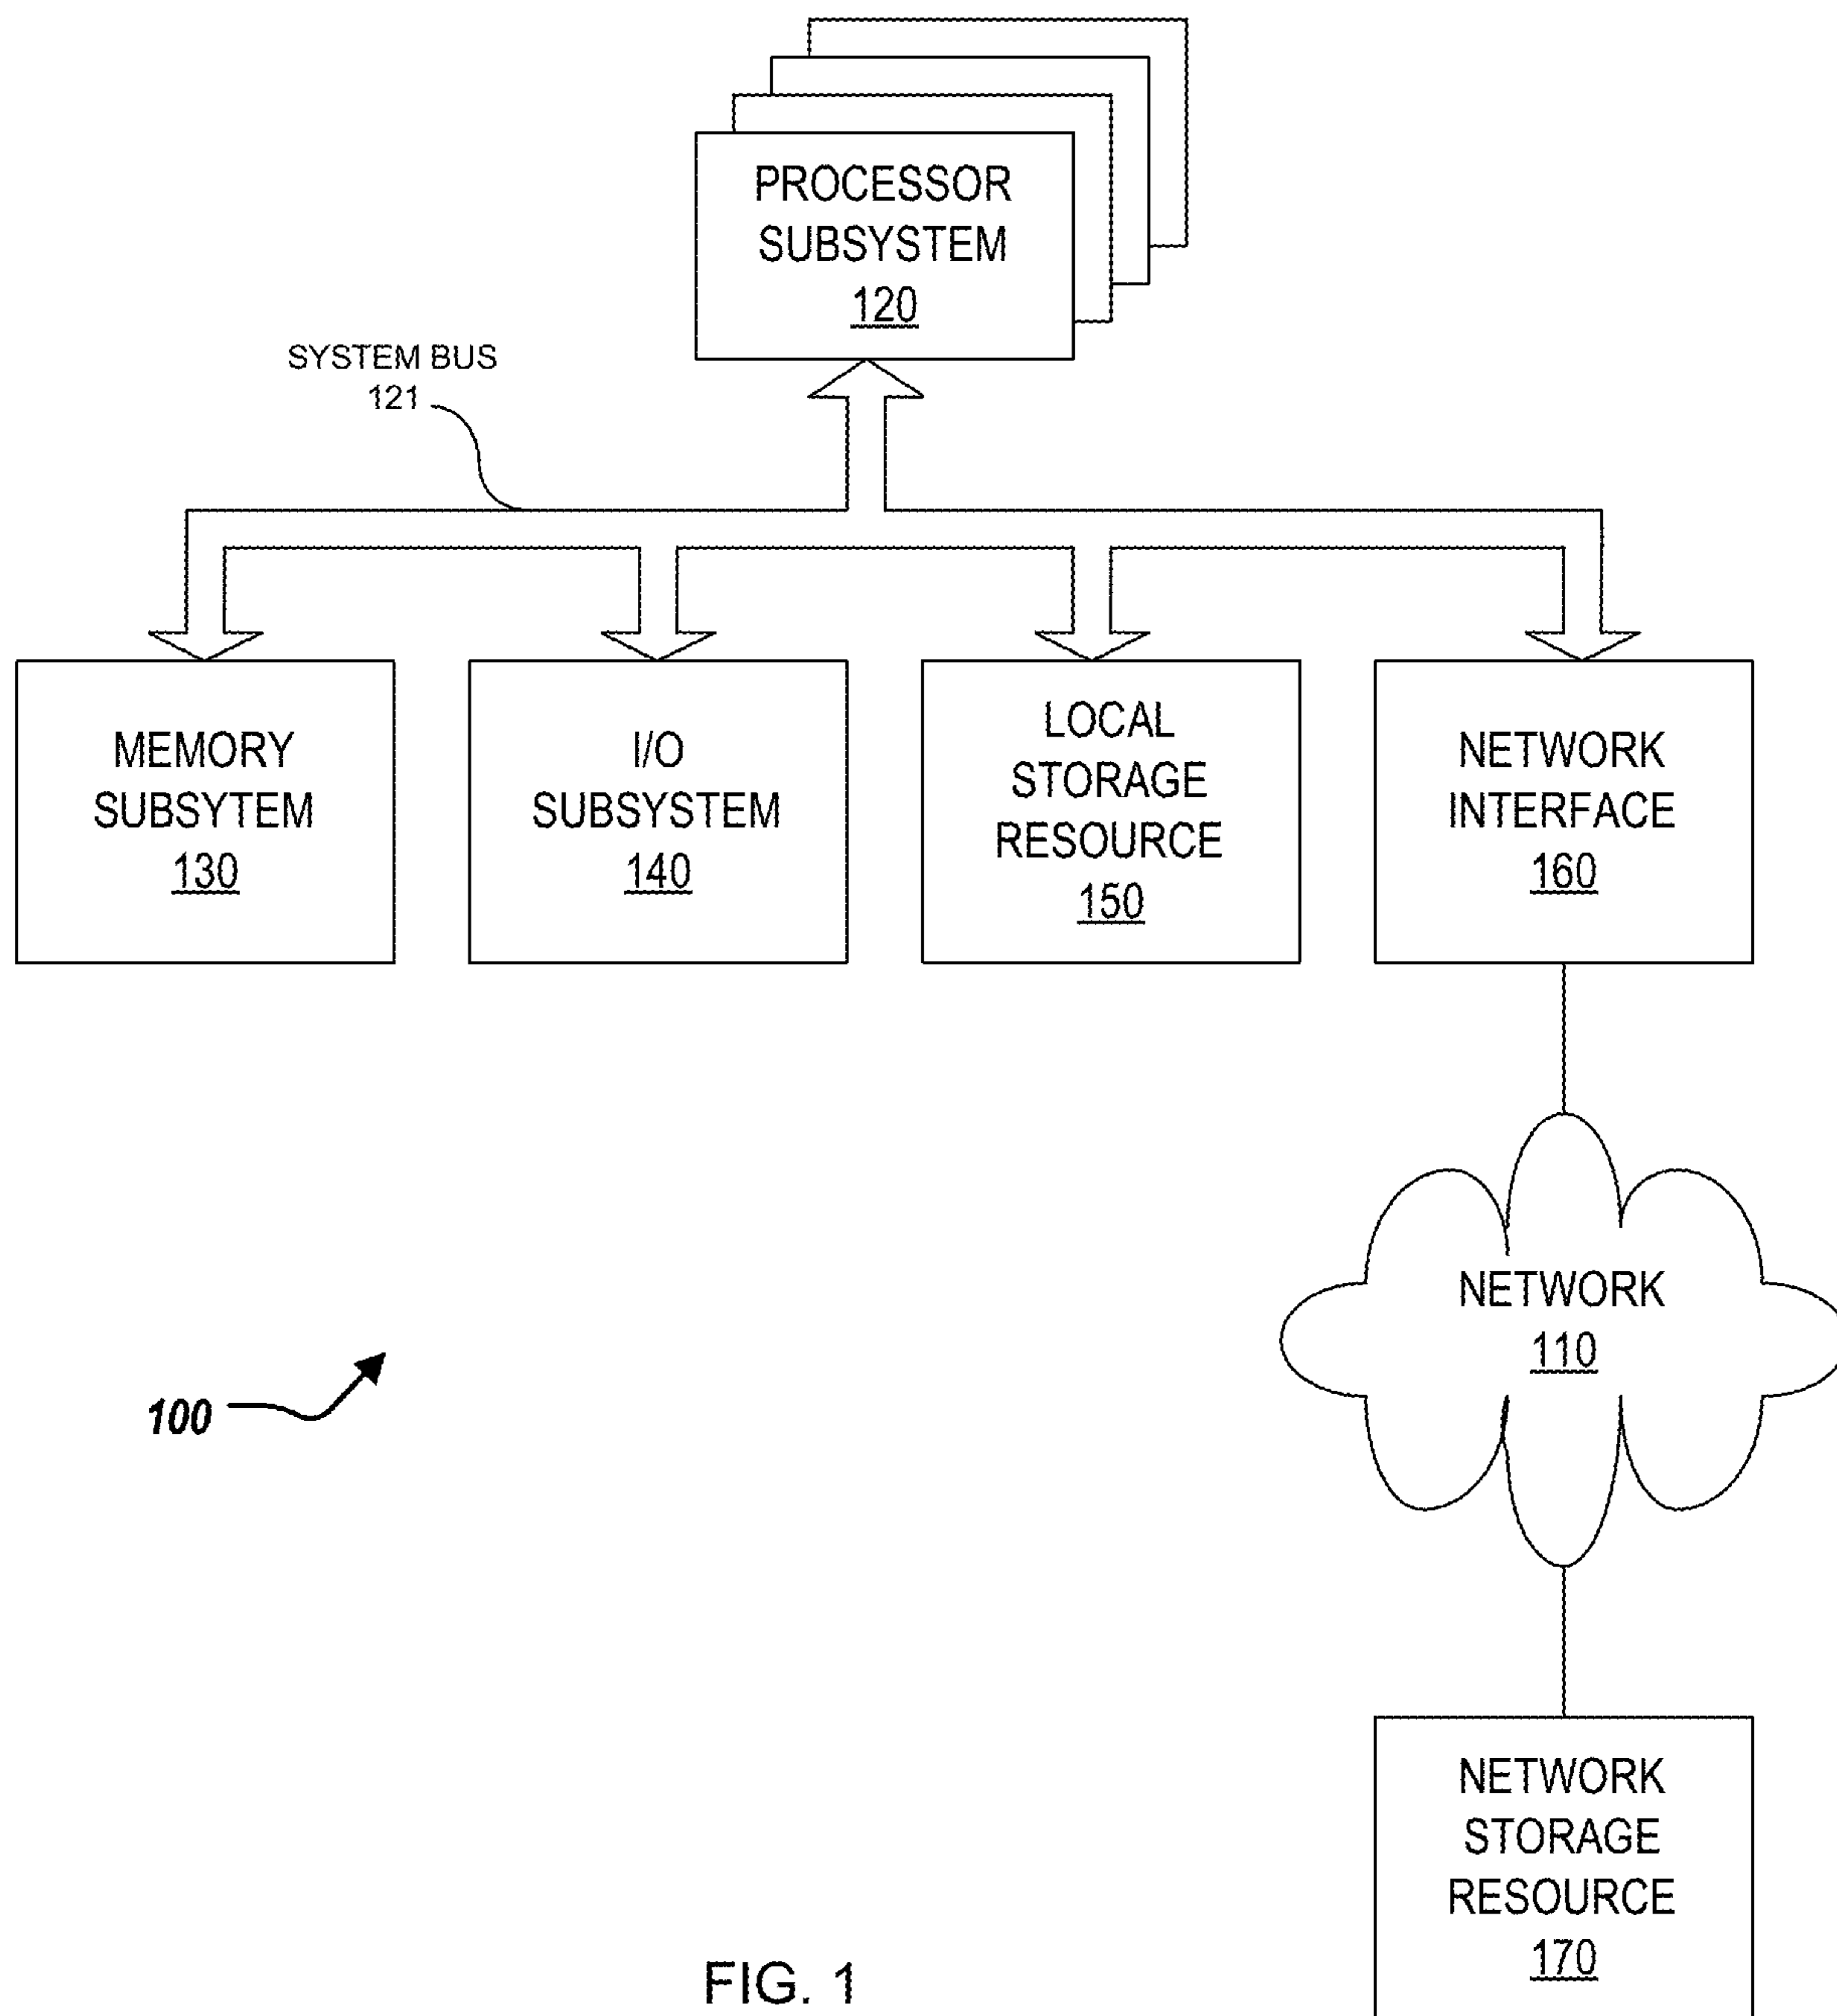 PROCESSOR
SUBSYSTEM
120
SYSTEM BUS
121
MEMORY
SUBSYTEM
130
I/O
SUBSYSTEM
140
LOCAL
STORAGE
RESOURCE
150
NETWORK
INTERFACE
160
NETWORK
110
100
NETWORK
STORAGE
RESOURCE
170
FIG. 1